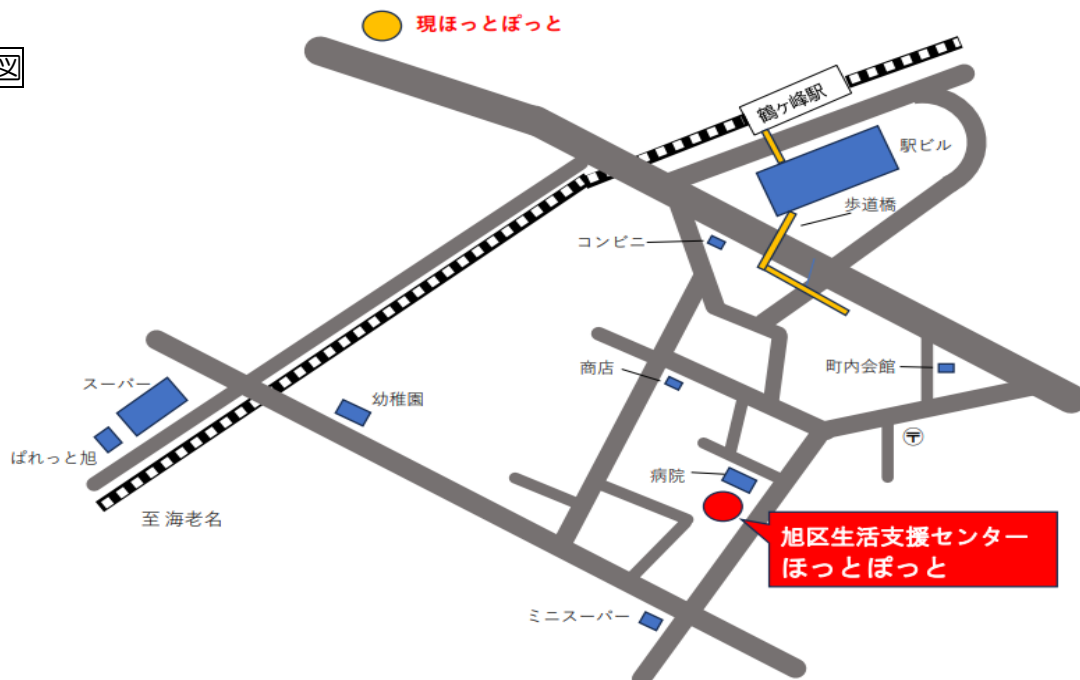 現ほっとぽっと
図
鶴ヶ峰駅
駅ビル
歩道橋
コンビニ
商店
町内会館
スーパー
幼稚園
〒
ぱれっと旭
病院
至 海老名
旭区生活支援センター
ほっとぽっと
ミニスーパー